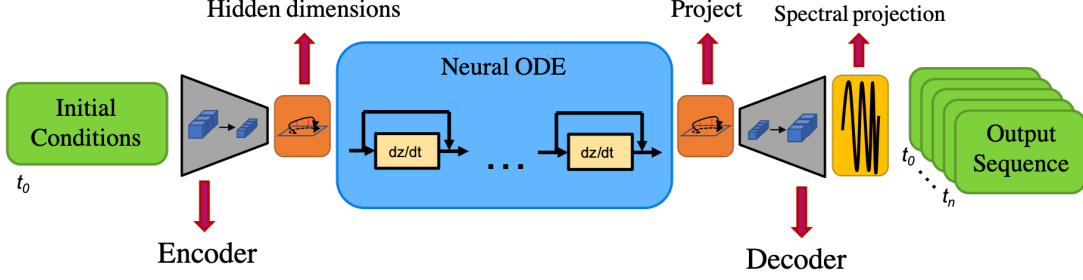 Hidden dimensions
Project
Spectral projection
Neural ODE
Initial
Conditions
t0
dz/dt
...
dz/dt
Output
Sequence
t0
...
tn
Encoder
Decoder